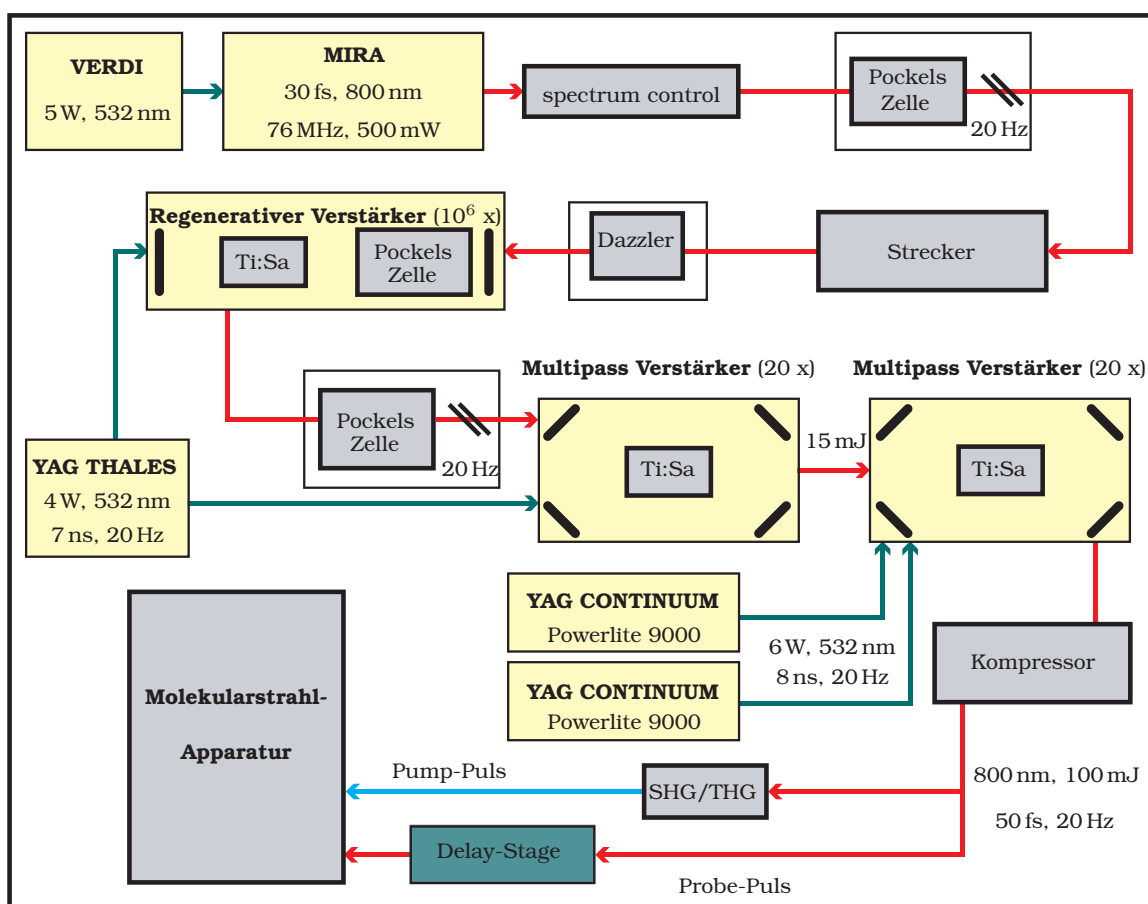 VERDI
5 W, 532 nm
MIRA
30 fs, 800 nm
76 MHz, 500 mW
spectrum control
Pockels
Zelle
20 Hz
Regenerativer Verstärker (10⁶ x)
Ti:Sa
Pockels
Zelle
Dazzler
Strecker
Multipass Verstärker (20 x)
Multipass Verstärker (20 x)
Pockels
Zelle
20 Hz
Ti:Sa
15 mJ
Ti:Sa
YAG THALES
4 W, 532 nm
7 ns, 20 Hz
YAG CONTINUUM
Powerlite 9000
6 W, 532 nm
8 ns, 20 Hz
YAG CONTINUUM
Powerlite 9000
Kompressor
Molekularstrahl-
Apparatur
Pump-Puls
SHG/THG
800 nm, 100 mJ
50 fs, 20 Hz
Delay-Stage
Probe-Puls